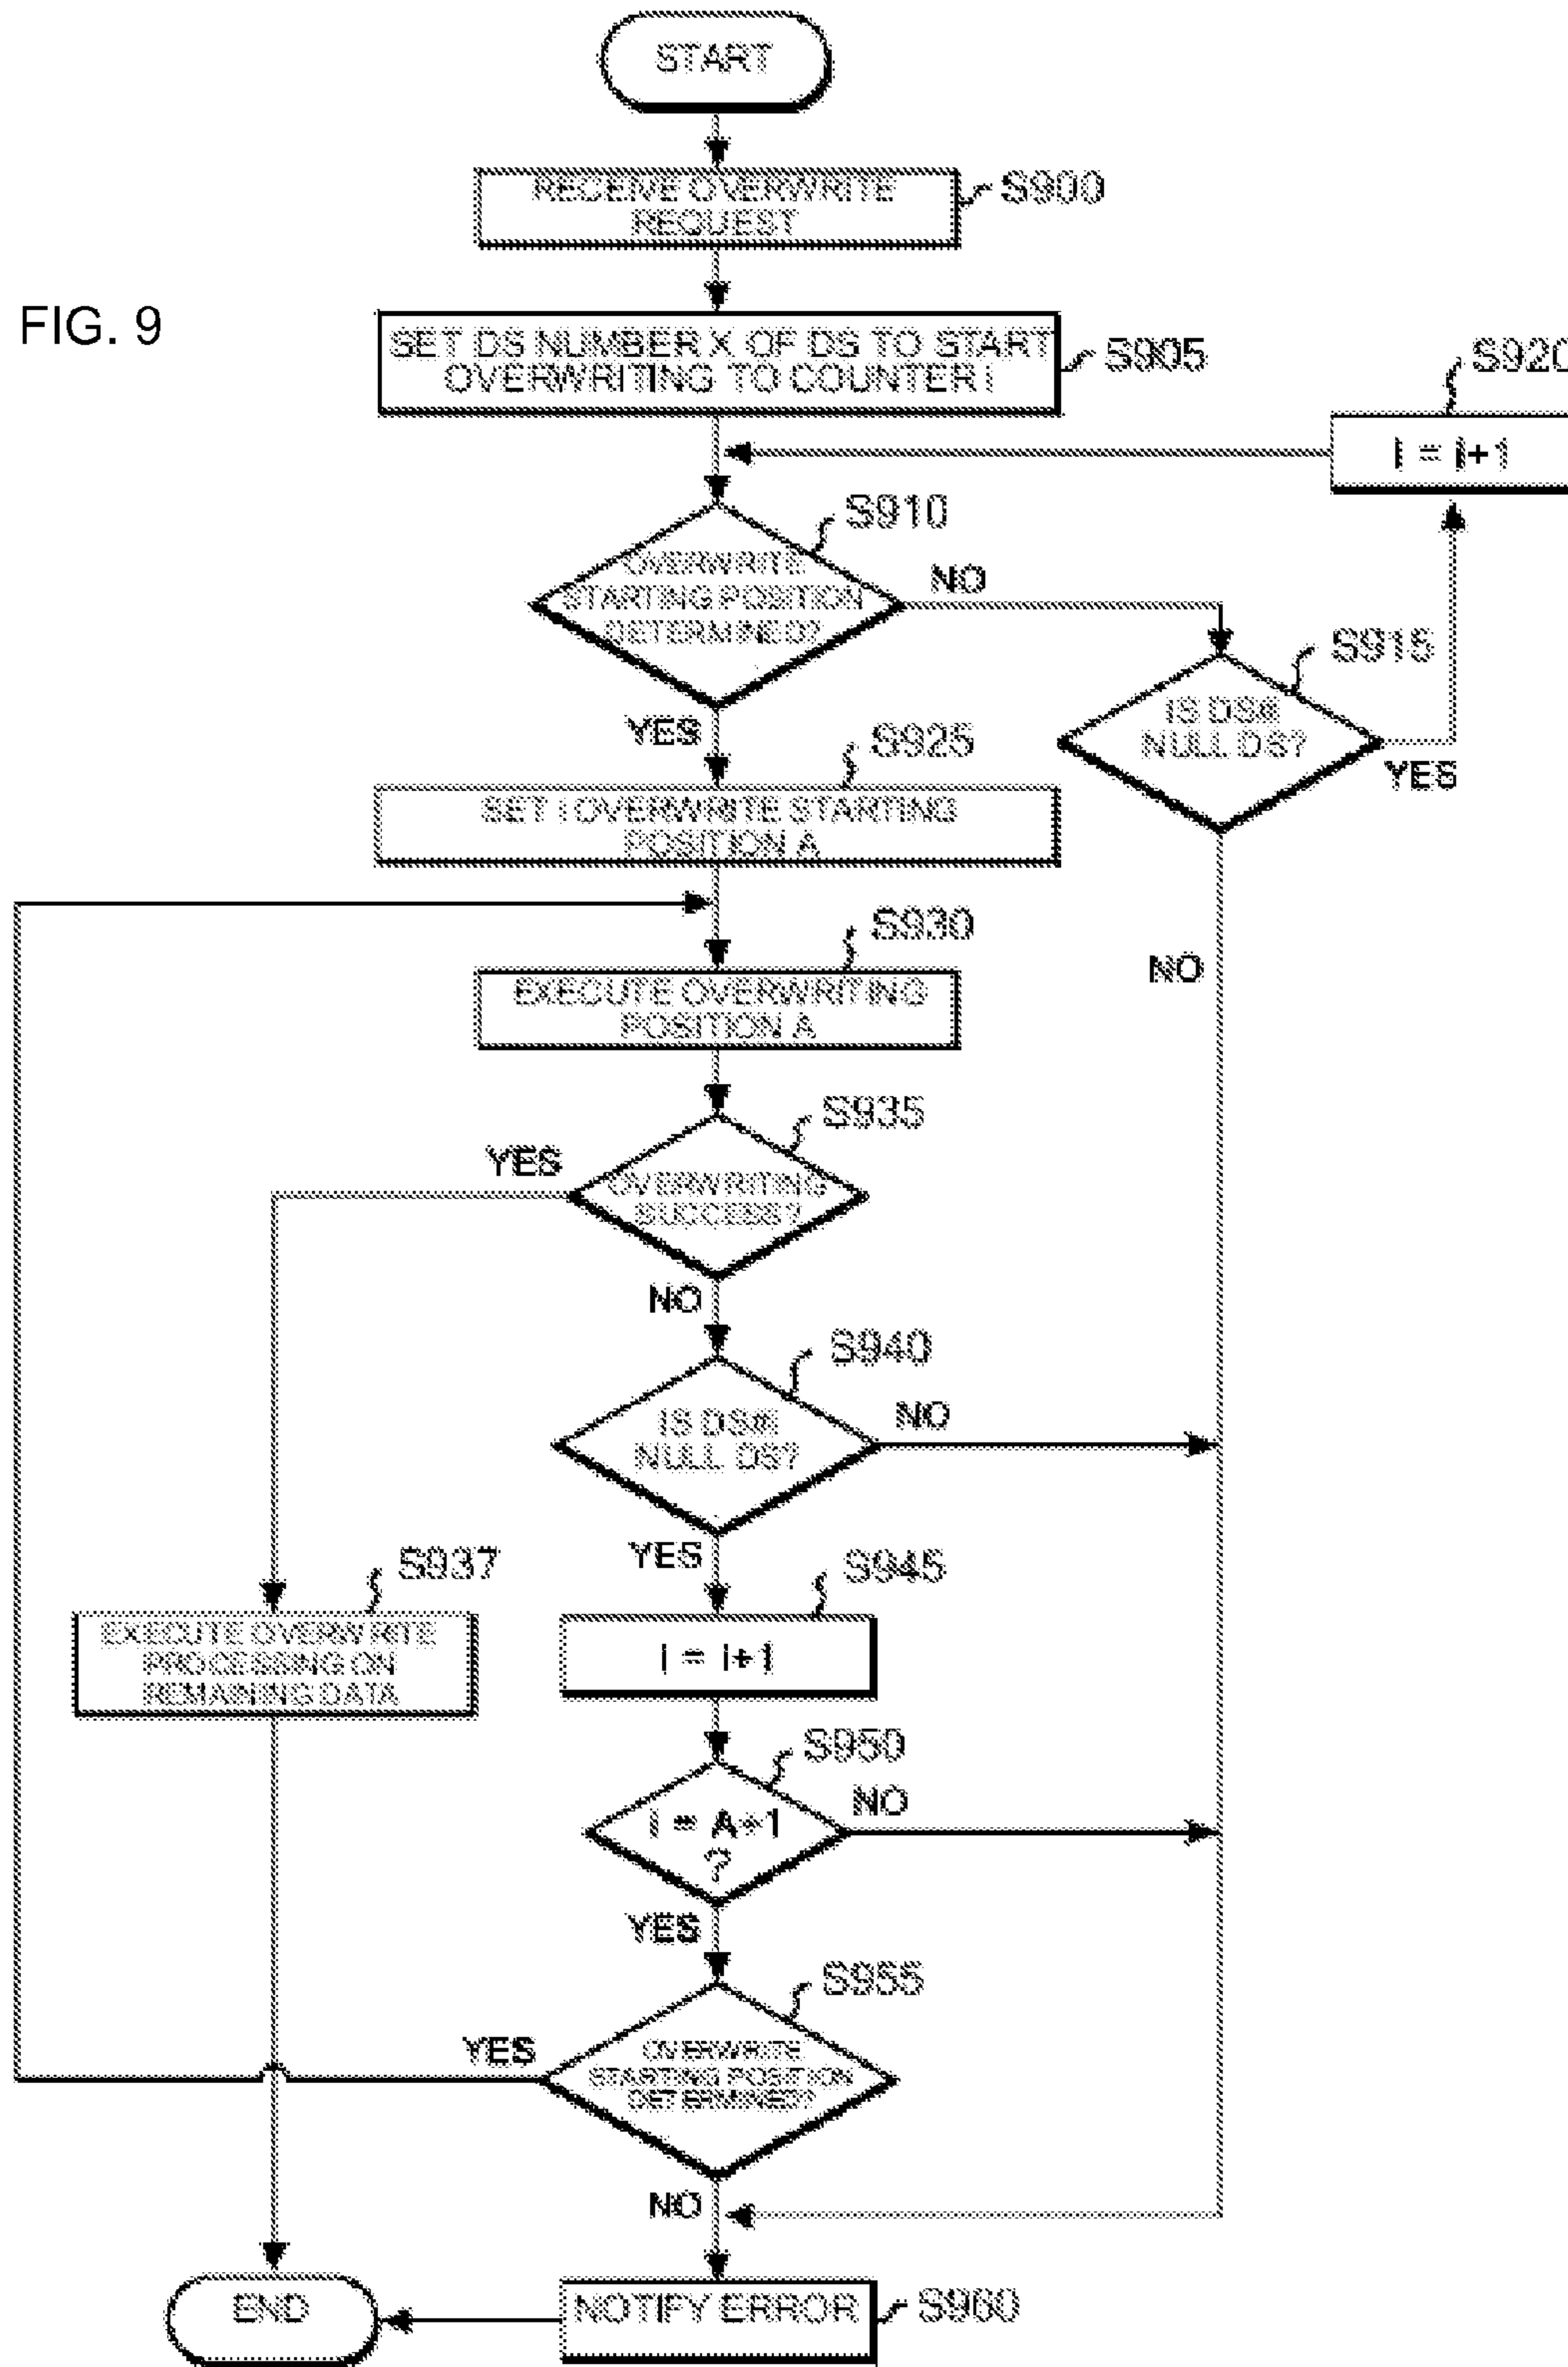 START
RECEIVE OVERWRITE
REQUEST
S900
FIG. 9
SET DS NUMBER X OF DS TO START
OVERWRITING TO COUNTER i
S905
S920
i = i+1
S910
OVERWRITE
STARTING POSITION
DETERMINED?
NO
S915
IS DS#i
NULL DS?
YES
YES
S925
SET i OVERWRITE STARTING
POSITION A
S930
EXECUTE OVERWRITING
POSITION A
NO
S935
YES
OVERWRITING
SUCCESS?
NO
S940
IS DS#i
NULL DS?
NO
YES
S945
i = i+1
S937
EXECUTE OVERWRITE
PROCESSING ON
REMAINING DATA
S950
i = A+1
?
NO
YES
S955
YES
OVERWRITE
STARTING POSITION
DETERMINED?
NO
END
NOTIFY ERROR
S960